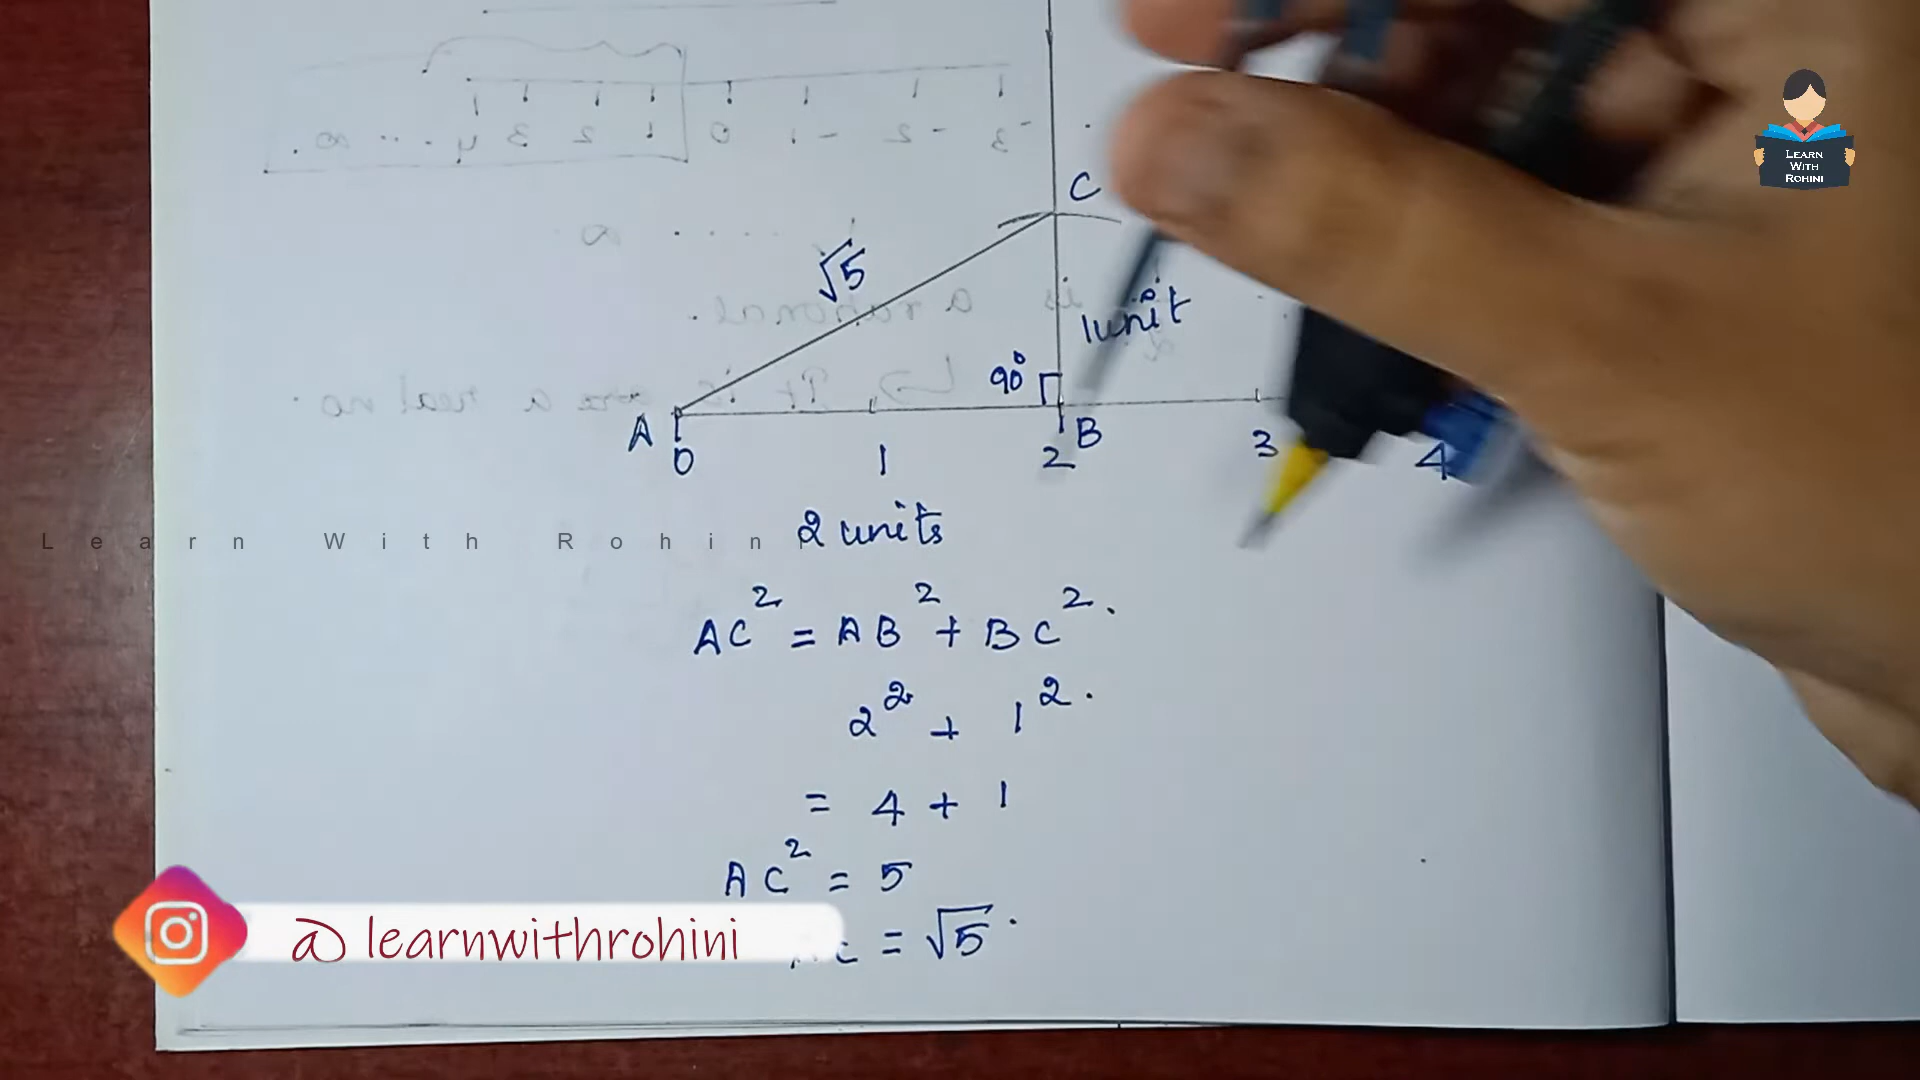 LEARN
WITH
ROHINI
C
√5
1unit
90°
A
B
0 1 2 3 4
Learn With Rohini
2 units
AC² = AB² + BC².
2² + 1².
= 4 + 1
AC² = 5
= √5.
@learnwithrohini